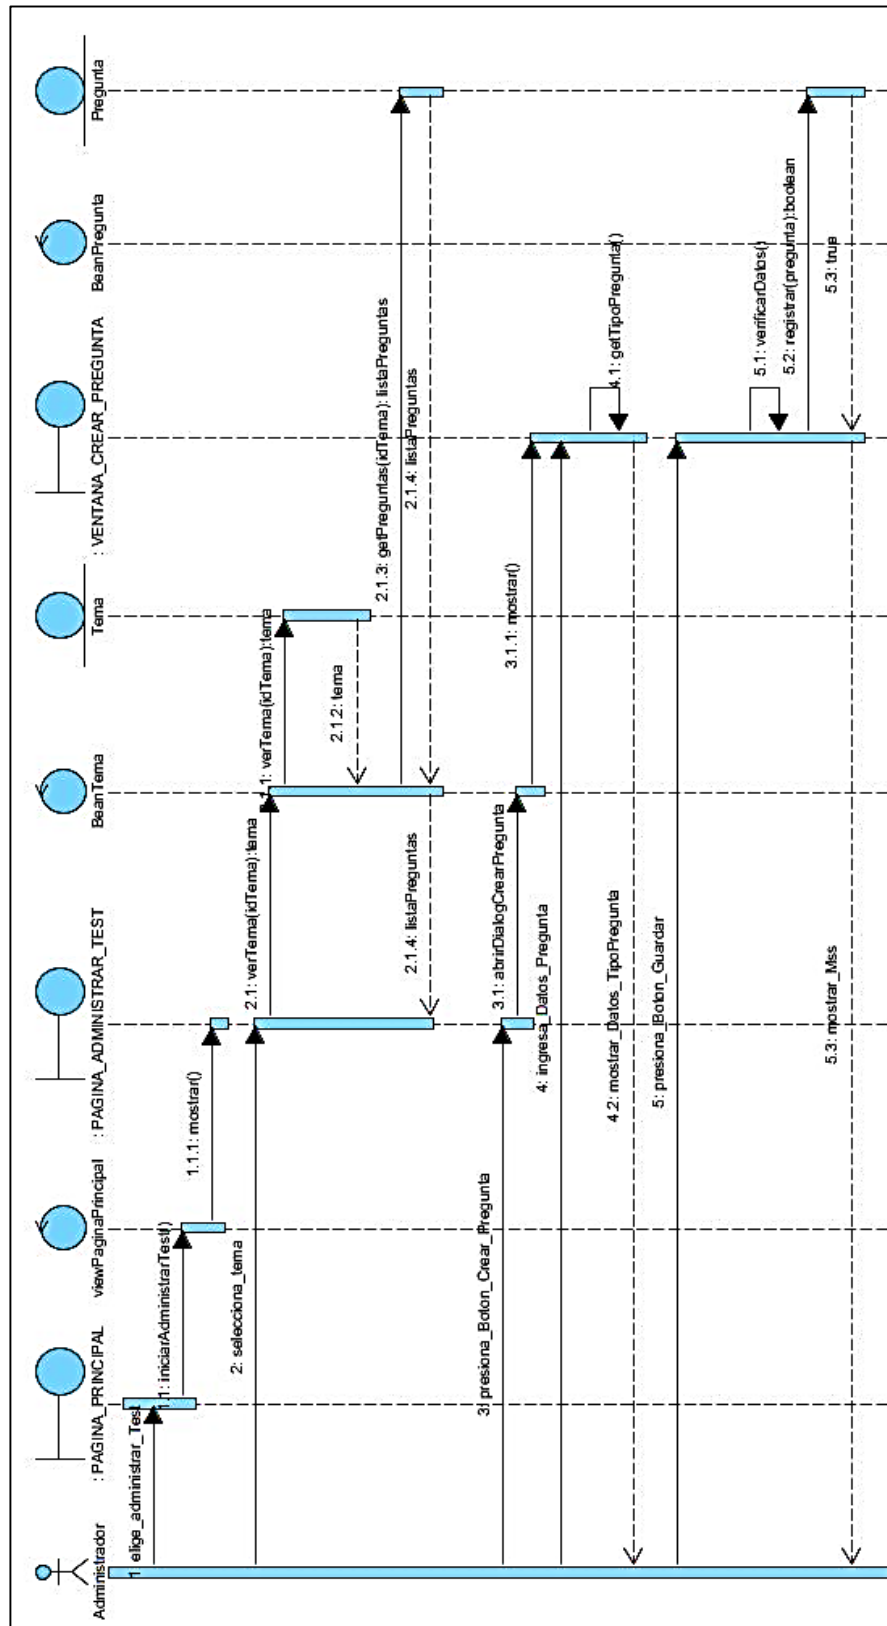 Administrador
: PAGINA_PRINCIPAL
viewPaginaPrincipal
: PAGINA_ADMINISTRAR_TEST
BeanTema
Tema
: VENTANA_CREAR_PREGUNTA
BeanPregunta
Pregunta
1: elige_administrar_Test
1.1: iniciarAdministrarTest()
1.1.1: mostrar()
2: selecciona_tema
2.1: verTema(idTema):tema
1: verTema(idTema):tema
2.1.2: tema
2.1.3: getPreguntas(idTema): listaPreguntas
2.1.4: listaPreguntas
2.1.4: listaPreguntas
3: presiona_Boton_Crear_Pregunta
3.1: abrirDialogCrearPregunta
3.1.1: mostrar()
4: ingresa_Datos_Pregunta
4.1: getTipoPregunta()
4.2: mostrar_Datos_TipoPregunta
5: presiona_Boton_Guardar
5.1: verificarDatos()
5.2: registrar(pregunta):boolean
5.3: true
5.3: mostrar_Mss